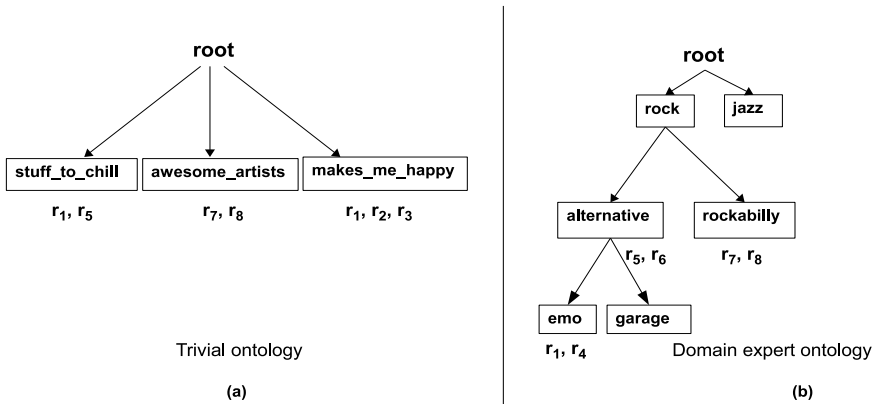 root
stuff_to_chill awesome_artists makes_me_happy
r1, r5 r7, r8 r1, r2, r3
Trivial ontology
(a)
root
rock jazz
alternative rockabilly
r5, r6 r7, r8
emo garage
r1, r4
Domain expert ontology
(b)